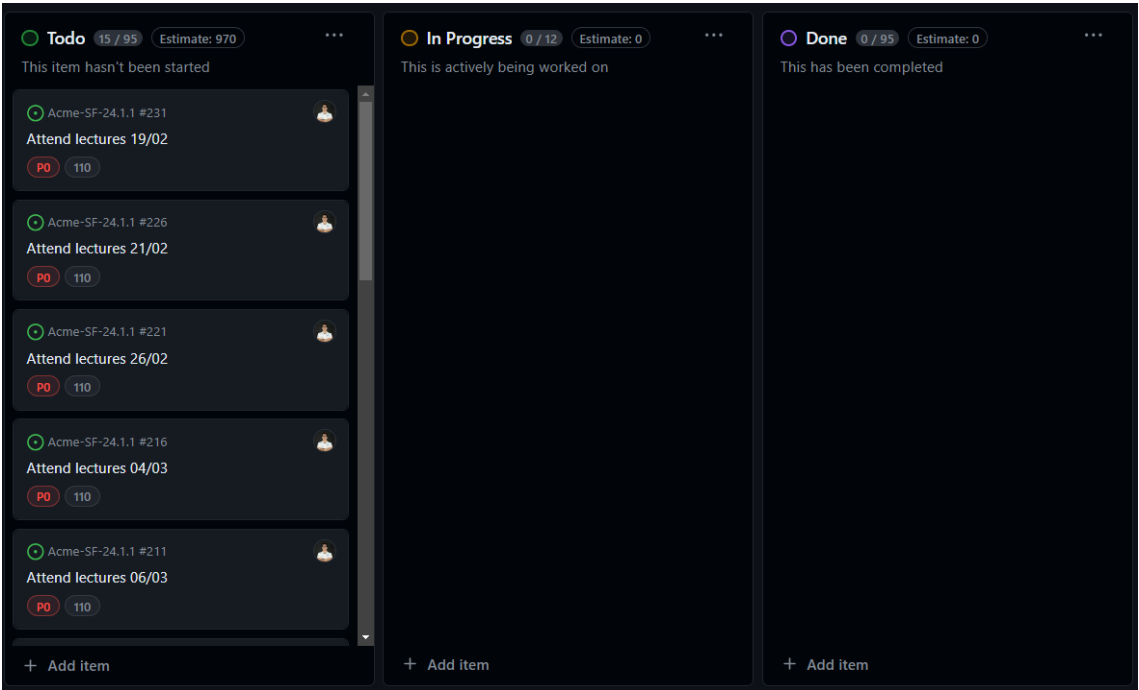 Todo 15 / 95 Estimate: 970 ...
This item hasn't been started
Acme-SF-24.1.1 #231
Attend lectures 19/02
P0 110
Acme-SF-24.1.1 #226
Attend lectures 21/02
P0 110
Acme-SF-24.1.1 #221
Attend lectures 26/02
P0 110
Acme-SF-24.1.1 #216
Attend lectures 04/03
P0 110
Acme-SF-24.1.1 #211
Attend lectures 06/03
P0 110
+ Add item
In Progress 0 / 12 Estimate: 0 ...
This is actively being worked on
+ Add item
Done 0 / 95 Estimate: 0 ...
This has been completed
+ Add item